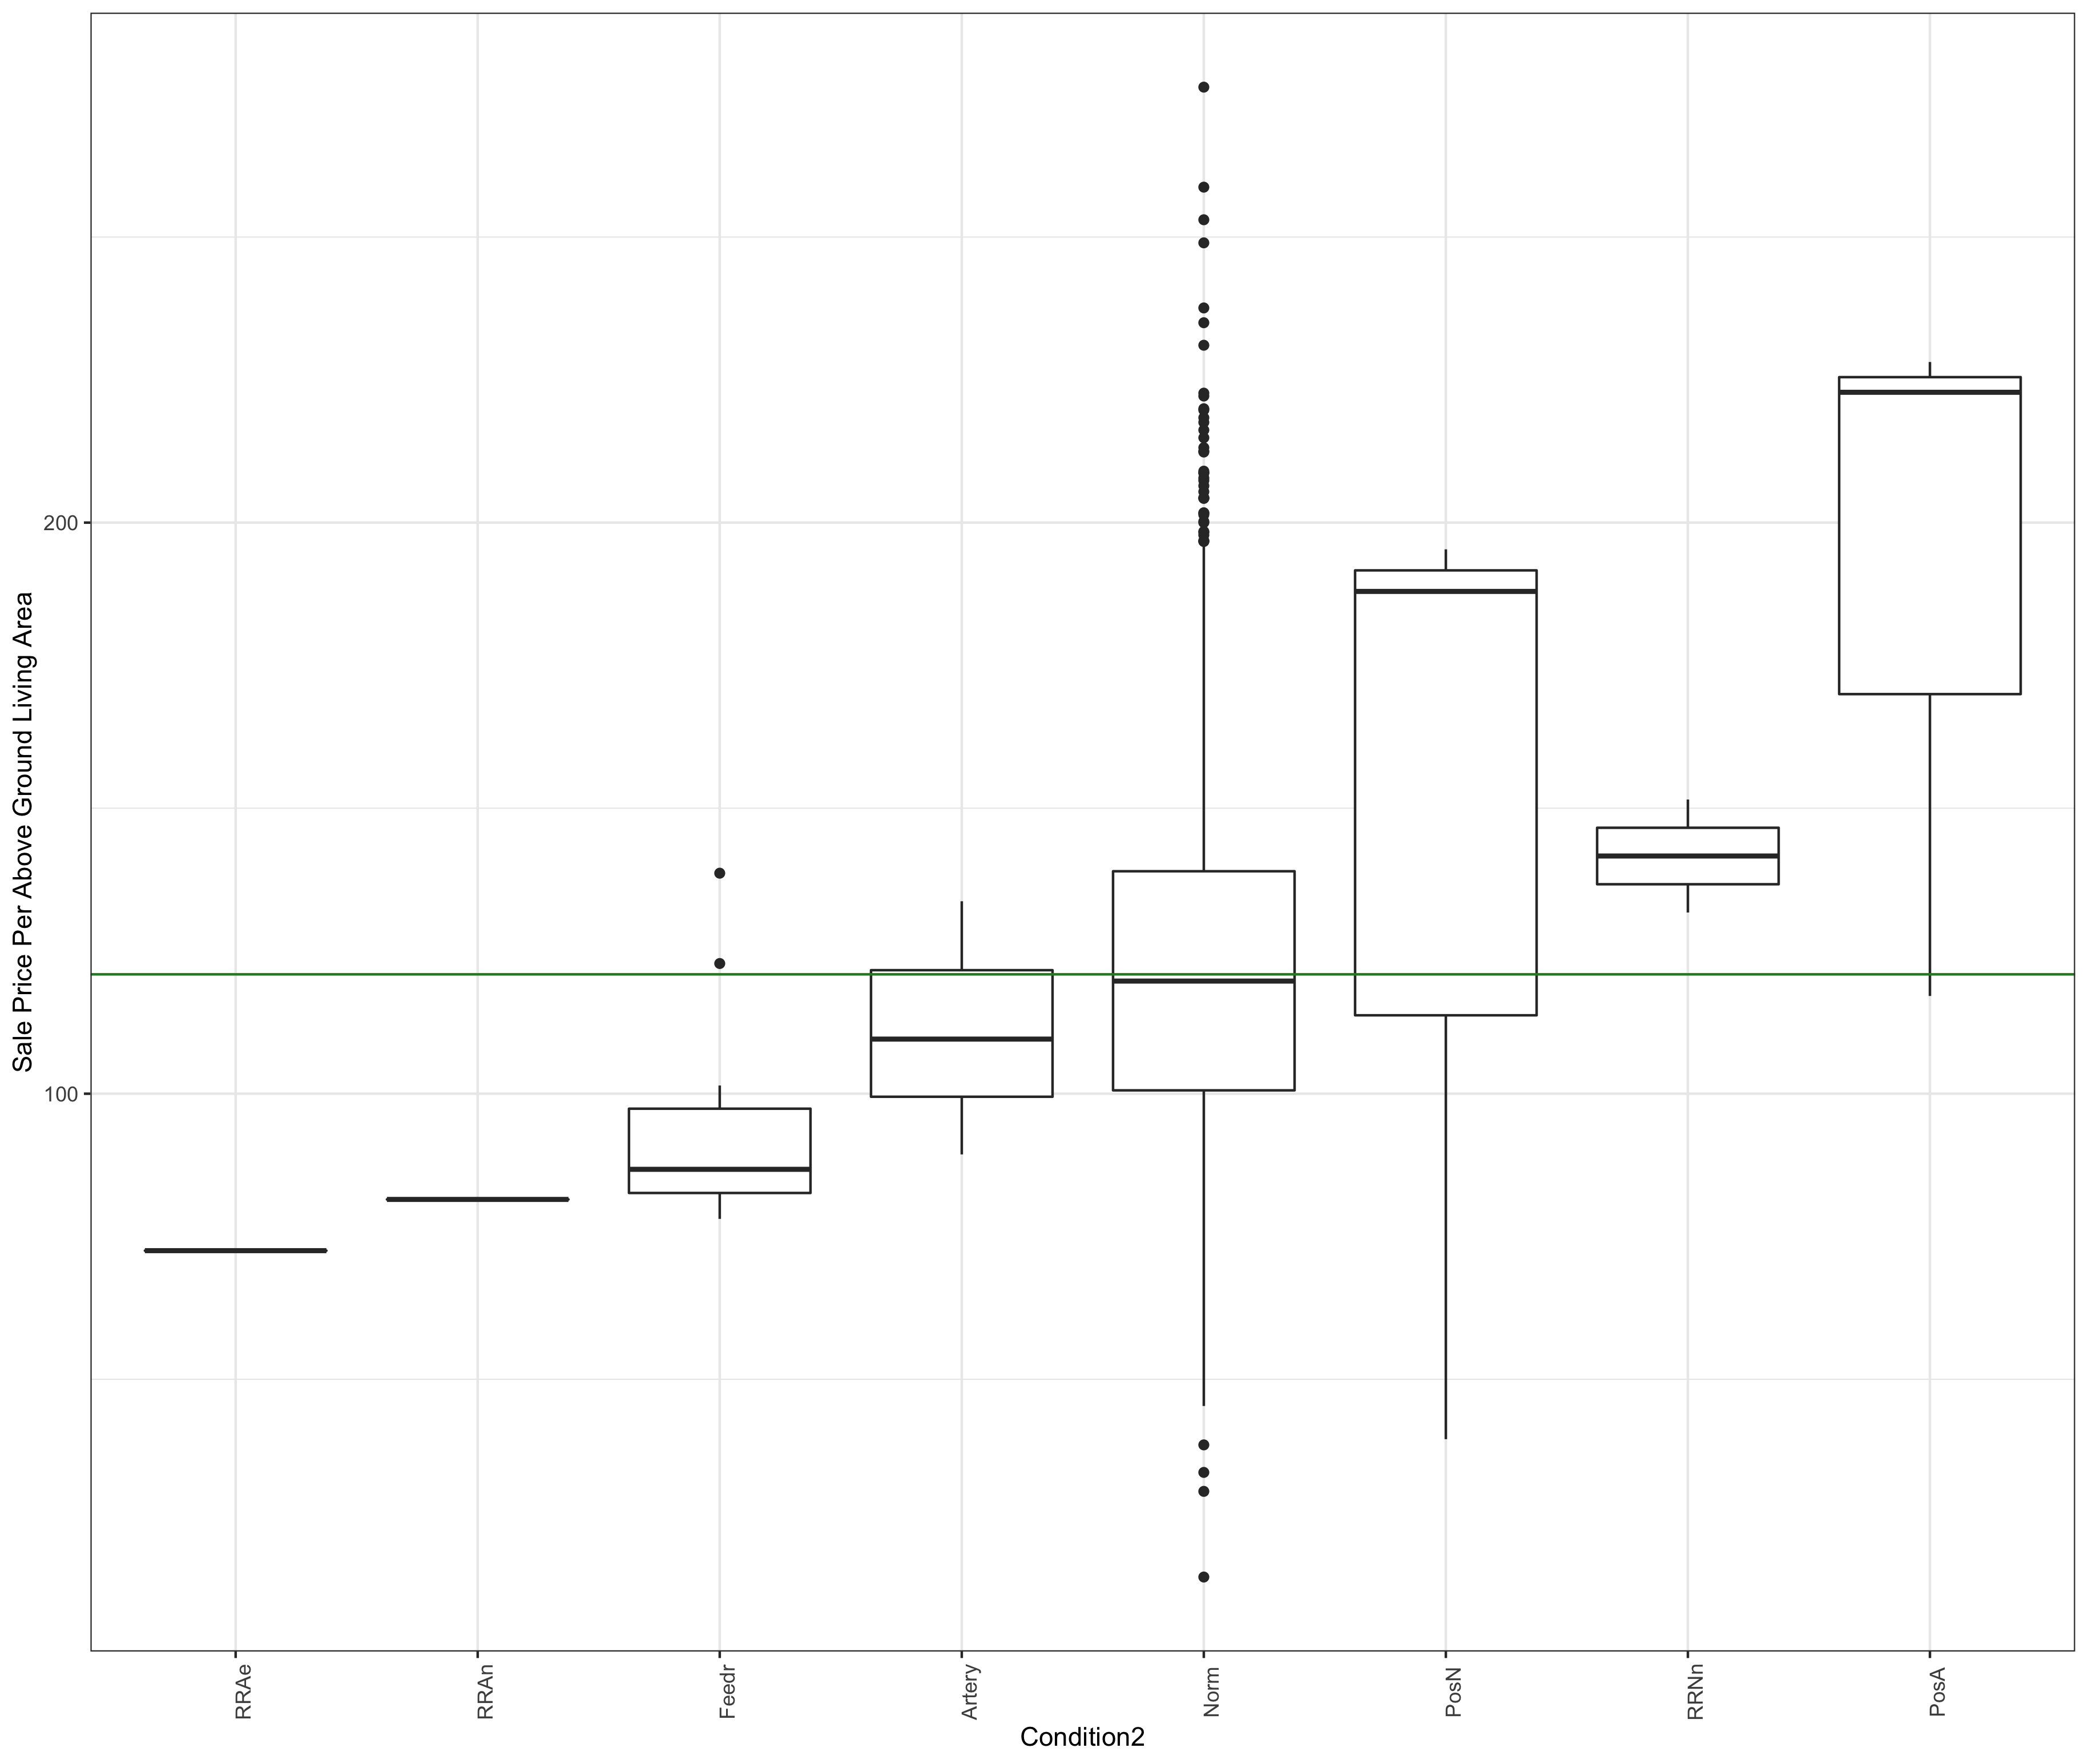 Sale Price Per Above Ground Living Area
200
100
RRAe
RRAn
Feedr
Artery
Norm
PosN
RRNn
PosA
Condition2